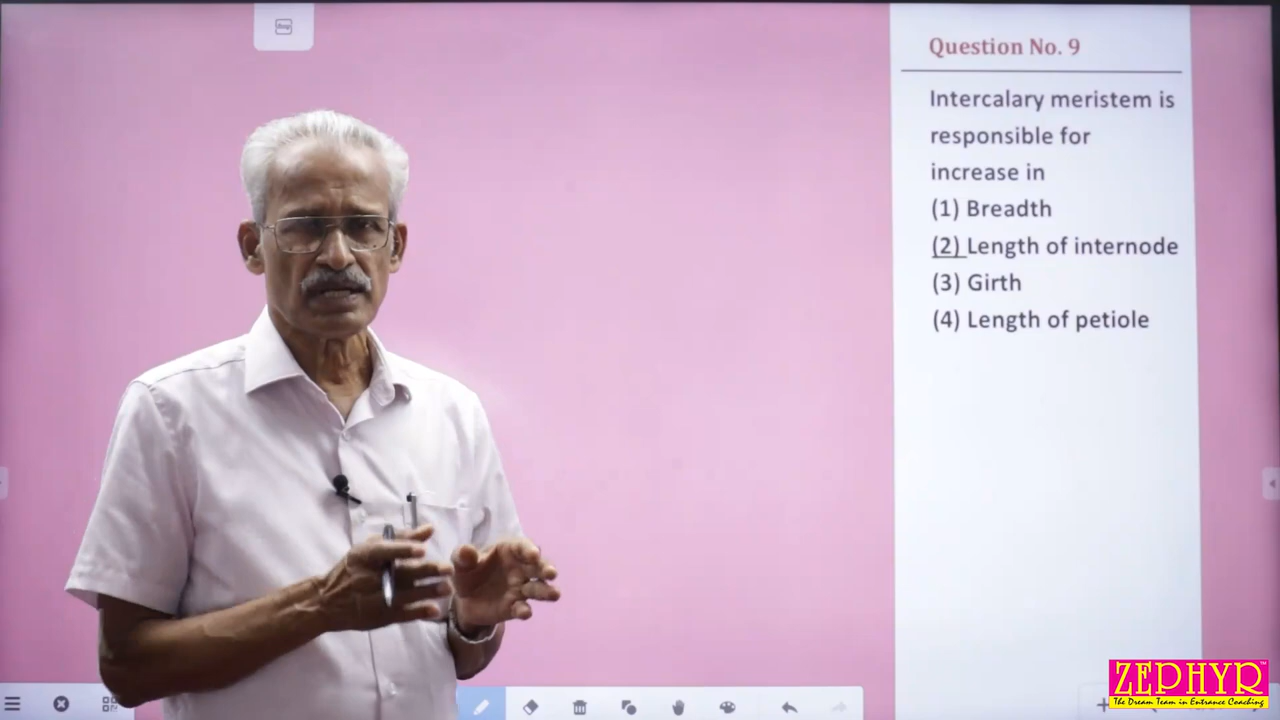 Question No. 9
Intercalary meristem is
responsible for
increase in
(1) Breadth
(2) Length of internode
(3) Girth
(4) Length of petiole
ZEPHYR™
The Dream Team in Entrance Coaching